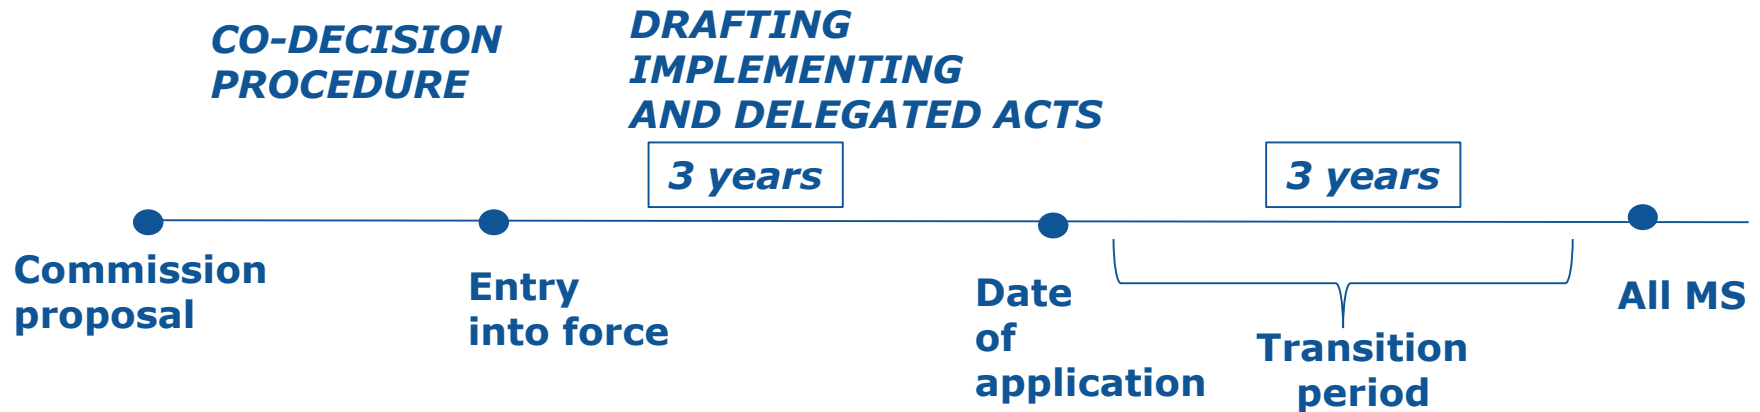 CO-DECISION
PROCEDURE
DRAFTING
IMPLEMENTING
AND DELEGATED ACTS
3 years
3 years
Commission
proposal
Entry
into force
Date
of
application
Transition
period
All MS